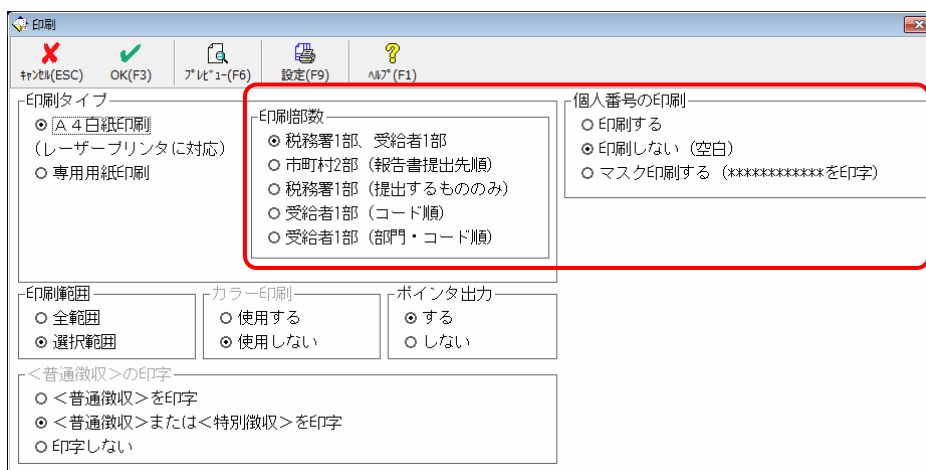 印刷
ｷｬﾝｾﾙ(ESC) OK(F3) ﾌﾟﾚﾋﾞｭｰ(F6) 設定(F9) ﾍﾙﾌﾟ(F1)
印刷タイプ
A4白紙印刷
(レーザープリンタに対応)
専用用紙印刷
印刷部数
税務署1部、受給者1部
市町村2部（報告書提出先順）
税務署1部（提出するもののみ）
受給者1部（コード順）
受給者1部（部門・コード順）
個人番号の印刷
印刷する
印刷しない（空白）
マスク印刷する（************を印字）
印刷範囲
全範囲
選択範囲
カラー印刷
使用する
使用しない
ポインタ出力
する
しない
＜普通徴収＞の印字
＜普通徴収＞を印字
＜普通徴収＞または＜特別徴収＞を印字
印字しない